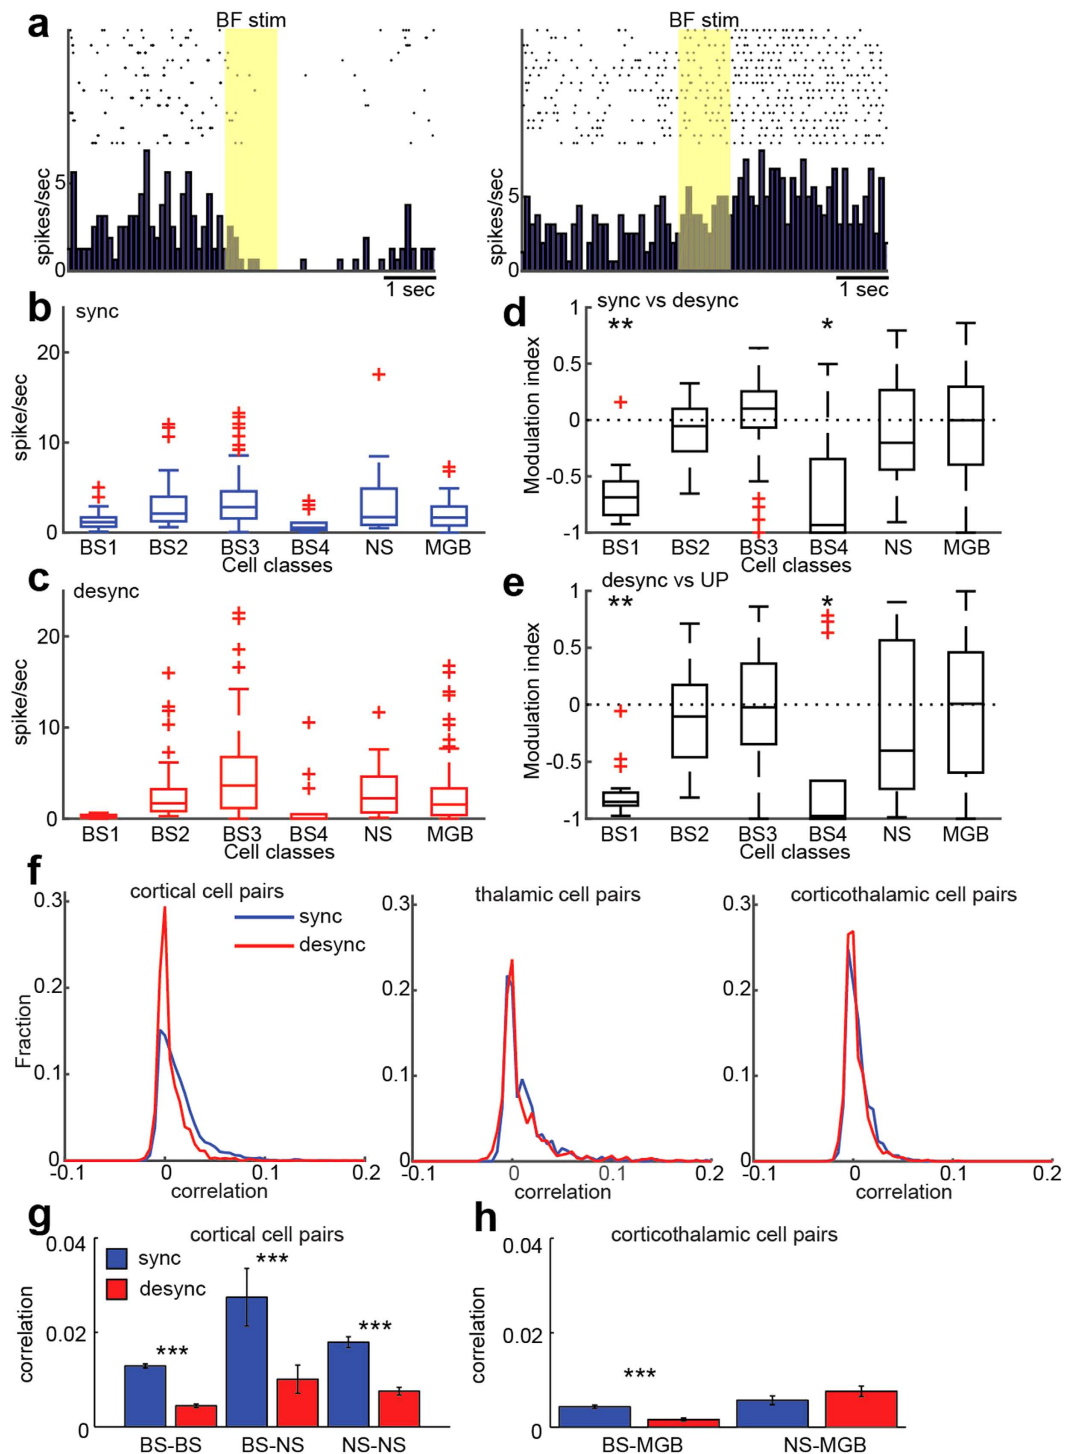 a
BF stim
BF stim
spikes/sec
5
0
1 sec
spikes/sec
5
0
1 sec
b
sync
spike/sec
20
10
0
BS1 BS2 BS3 BS4 NS MGB
Cell classes
d
sync vs desync
Modulation index
1
0.5
0
-0.5
-1
** *
BS1 BS2 BS3 BS4 NS MGB
Cell classes
c
desync
spike/sec
20
10
0
BS1 BS2 BS3 BS4 NS MGB
Cell classes
e
desync vs UP
Modulation index
1
0.5
0
-0.5
-1
** *
BS1 BS2 BS3 BS4 NS MGB
Cell classes
f
cortical cell pairs
sync
desync
Fraction
0.3
0.2
0.1
0
-0.1 0 0.1 0.2
correlation
thalamic cell pairs
0.3
0.2
0.1
0
-0.1 0 0.1 0.2
correlation
corticothalamic cell pairs
0.3
0.2
0.1
0
-0.1 0 0.1 0.2
correlation
g
cortical cell pairs
sync
desync
correlation
0.04
0.02
0
*** *** ***
BS-BS BS-NS NS-NS
h
corticothalamic cell pairs
correlation
0.04
0.02
0
***
BS-MGB NS-MGB